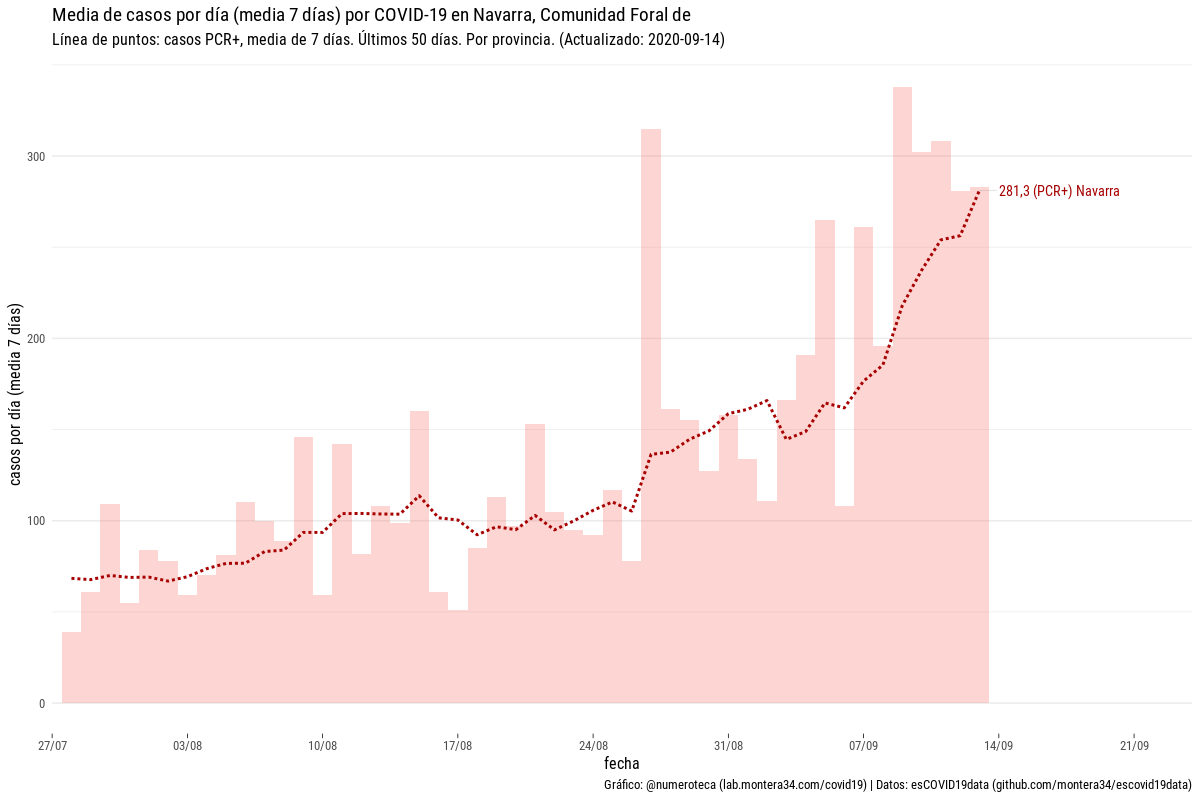 Media de casos por día (media 7 días) por COVID-19 en Navarra, Comunidad Foral de
Línea de puntos: casos PCR+, media de 7 días. Últimos 50 días. Por provincia. (Actualizado: 2020-09-14)
casos por día (media 7 días)
300
200
100
0
281,3 (PCR+) Navarra
27/07
03/08
10/08
17/08
24/08
31/08
07/09
14/09
21/09
fecha
Gráfico: @numeroteca (lab.montera34.com/covid19) | Datos: esCOVID19data (github.com/montera34/escovid19data)